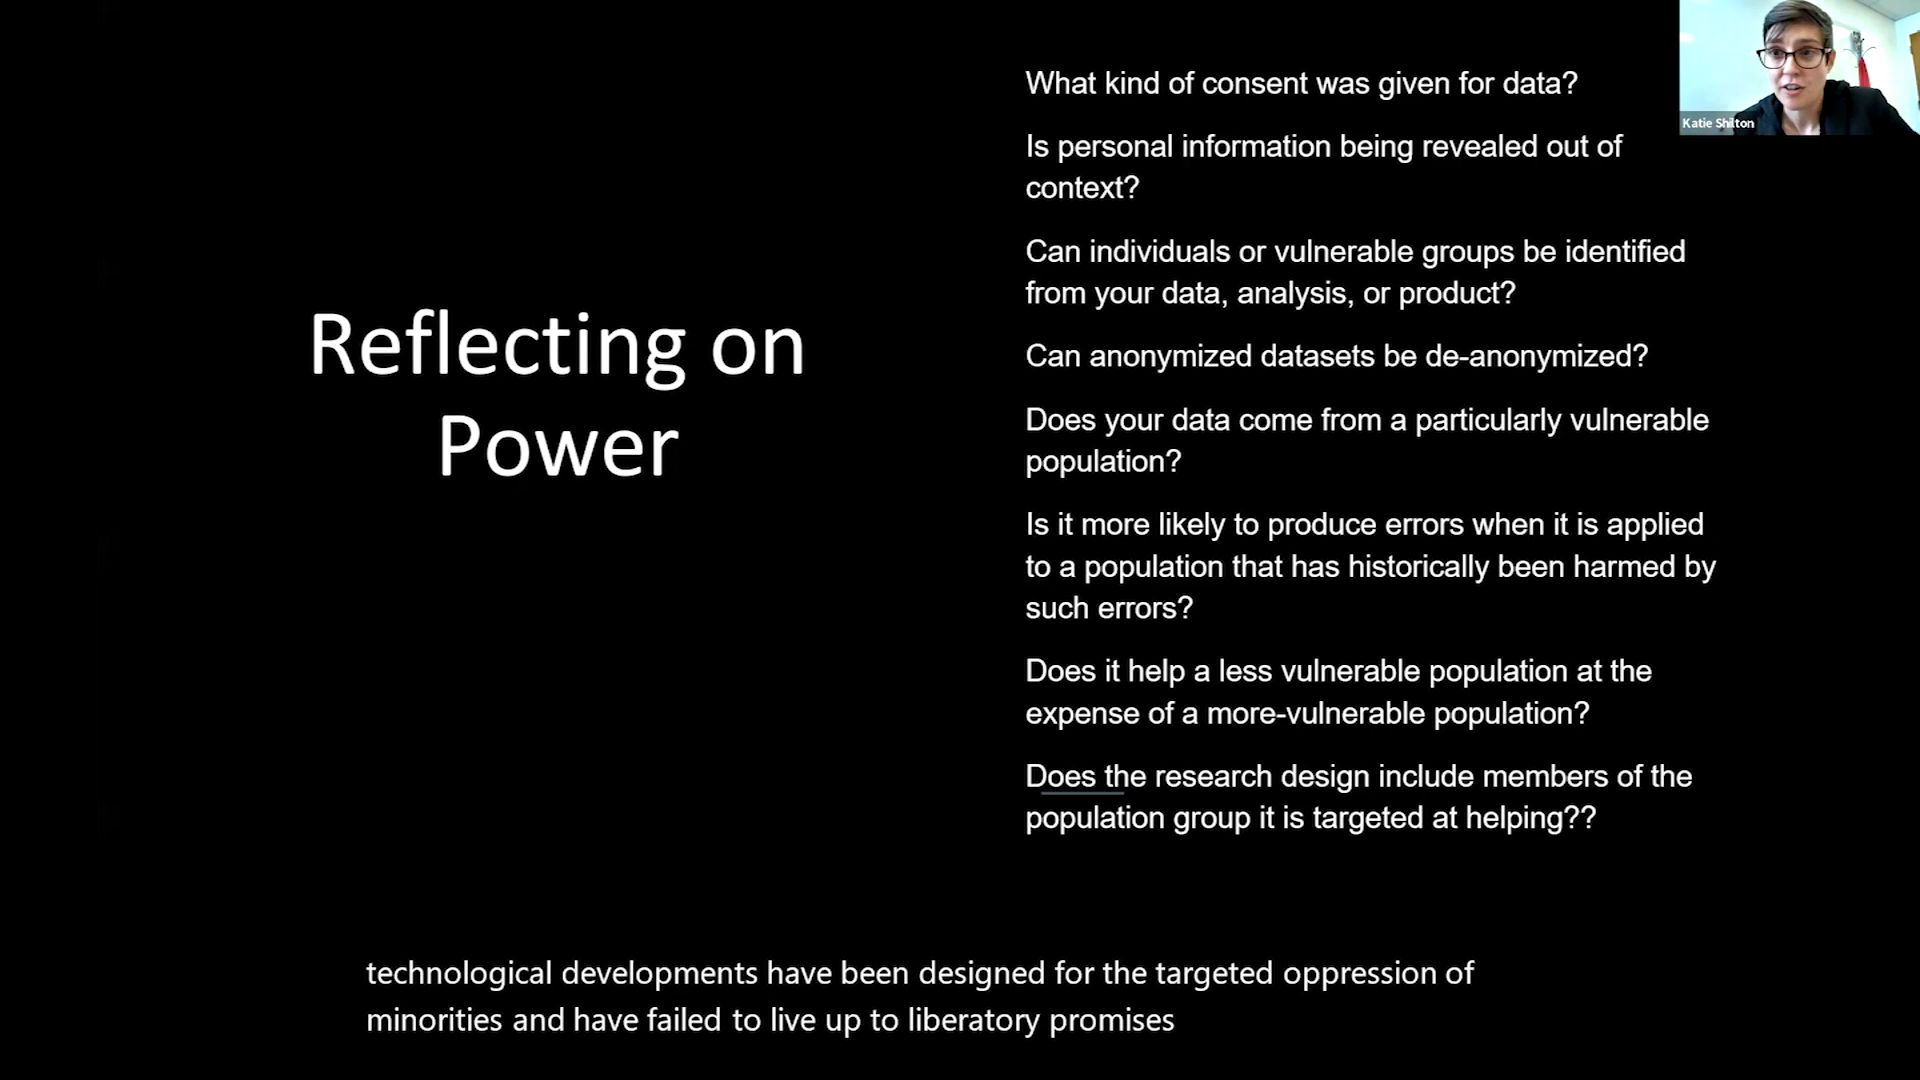 Reflecting on
Power
What kind of consent was given for data?
Is personal information being revealed out of
context?
Can individuals or vulnerable groups be identified
from your data, analysis, or product?
Can anonymized datasets be de-anonymized?
Does your data come from a particularly vulnerable
population?
Is it more likely to produce errors when it is applied
to a population that has historically been harmed by
such errors?
Does it help a less vulnerable population at the
expense of a more-vulnerable population?
Does the research design include members of the
population group it is targeted at helping??
Katie Shilton
technological developments have been designed for the targeted oppression of
minorities and have failed to live up to liberatory promises